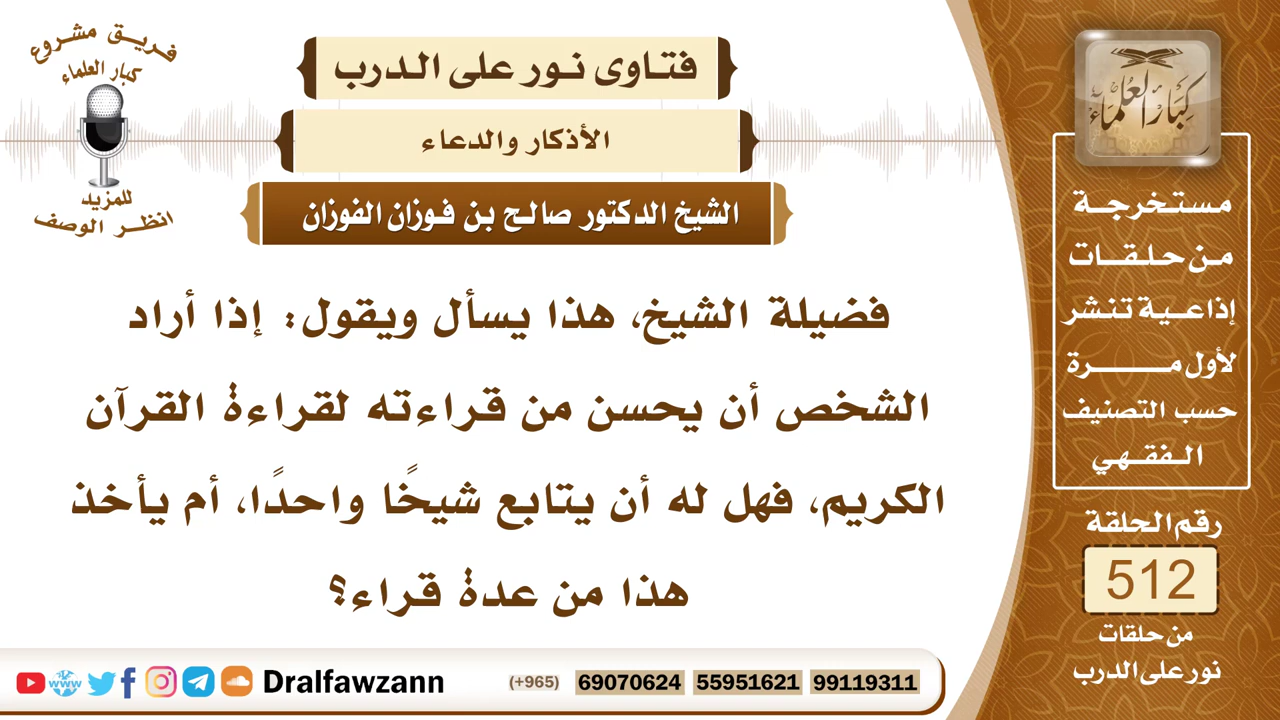 فريق مشروع
كبار العلماء
للمزيد
انظر الوصف
فتاوى نور على الدرب
الأذكار والدعاء
الشيخ الدكتور صالح بن فوزان الفوزان
فضيلة الشيخ، هذا يسأل ويقول: إذا أراد
الشخص أن يحسن من قراءته لقراءة القرآن
الكريم، فهل له أن يتابع شيخًا واحدًا، أم يأخذ
هذا من عدة قراء؟
كبار العلماء
مستخرجة
من حلقات
إذاعية تنشر
لأول مرة
حسب التصنيف
الفقهي
رقم الحلقة
512
من حلقات
نور على الدرب
www
Dralfawzann (+965) 69070624 55951621 99119311